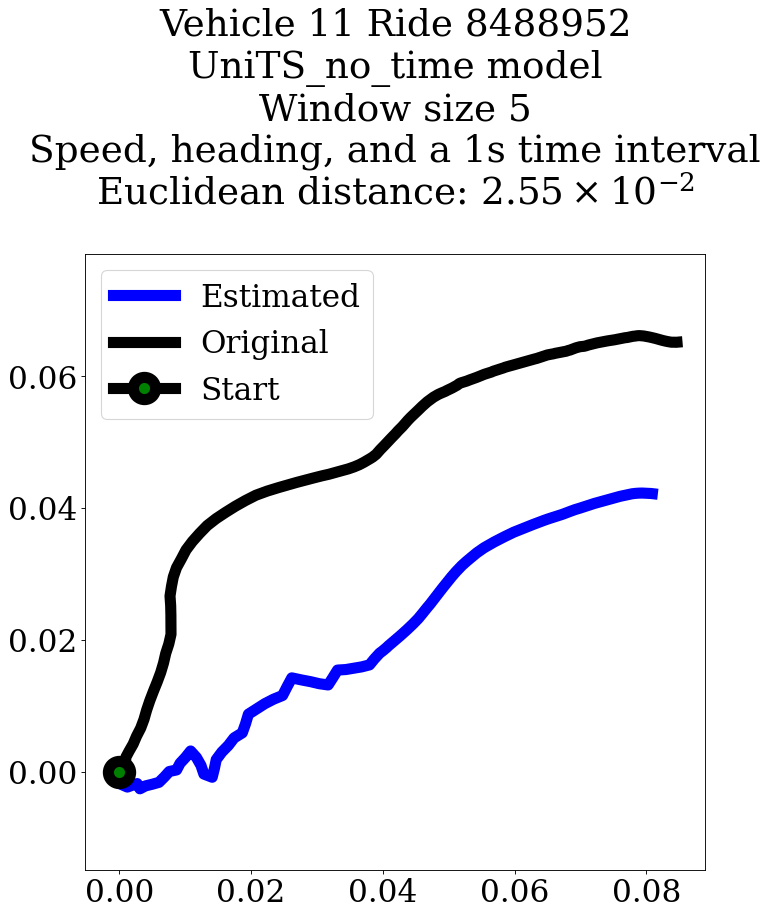 Vehicle 11 Ride 8488952
UniTS_no_time model
Window size 5
Speed, heading, and a 1s time interval
Euclidean distance: 2.55 × 10⁻²
Estimated
Original
Start
0.06
0.04
0.02
0.00
0.00 0.02 0.04 0.06 0.08